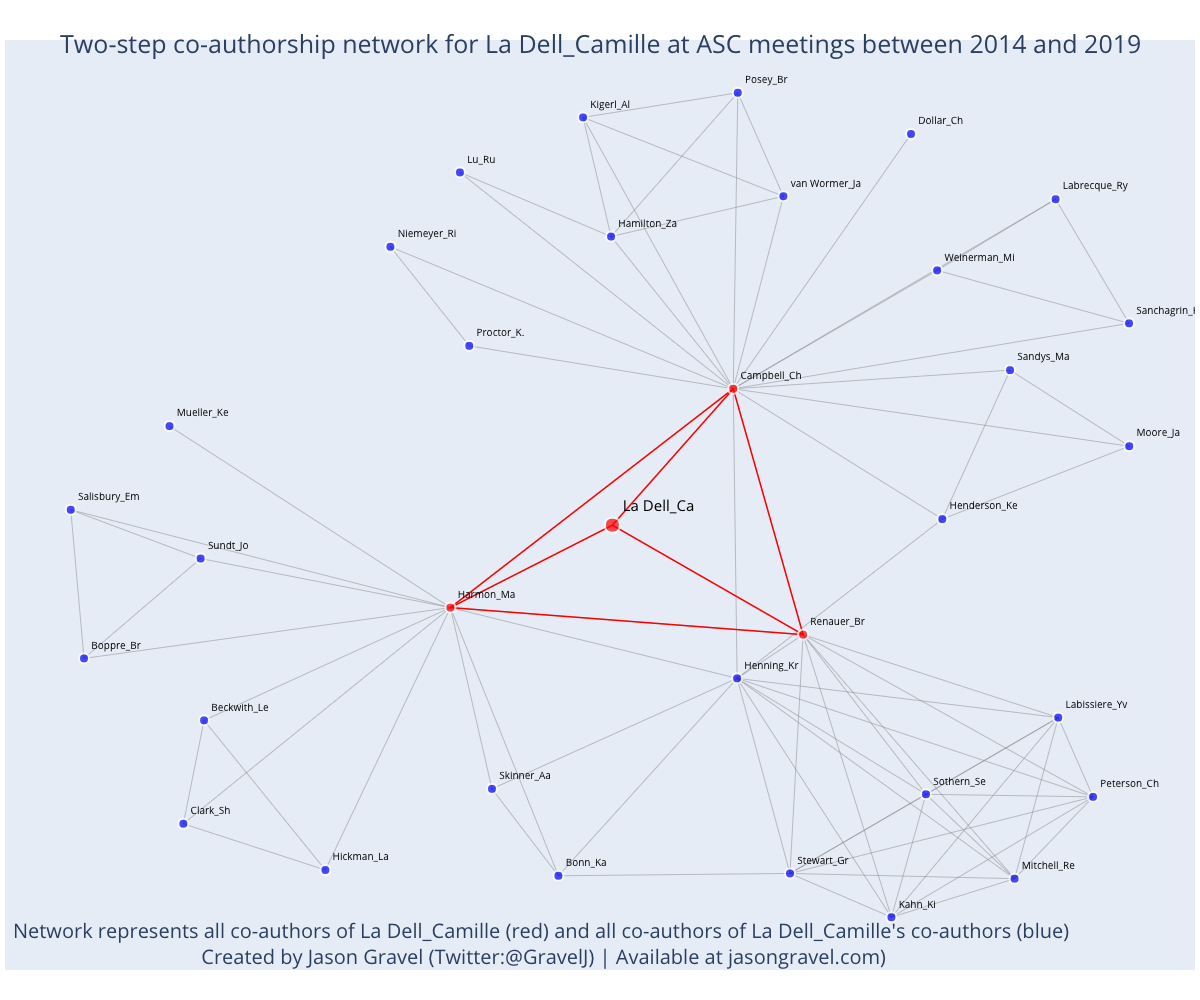 Two-step co-authorship network for La Dell_Camille at ASC meetings between 2014 and 2019
Posey_Br
Kigerl_Al
Dollar_Ch
Lu_Ru
van Wormer_Ja
Labrecque_Ry
Hamilton_Za
Niemeyer_Ri
Weinerman_Mi
Sanchagrin_
Proctor_K.
Sandys_Ma
Campbell_Ch
Mueller_Ke
Moore_Ja
Salisbury_Em
La Dell_Ca
Henderson_Ke
Sundt_Jo
Harmon_Ma
Renauer_Br
Boppre_Br
Henning_Kr
Beckwith_Le
Labissiere_Yv
Skinner_Aa
Sothern_Se
Peterson_Ch
Clark_Sh
Hickman_La
Bonn_Ka
Stewart_Gr
Mitchell_Re
Kahn_Ki
Network represents all co-authors of La Dell_Camille (red) and all co-authors of La Dell_Camille's co-authors (blue)
Created by Jason Gravel (Twitter:@GravelJ) | Available at jasongravel.com)